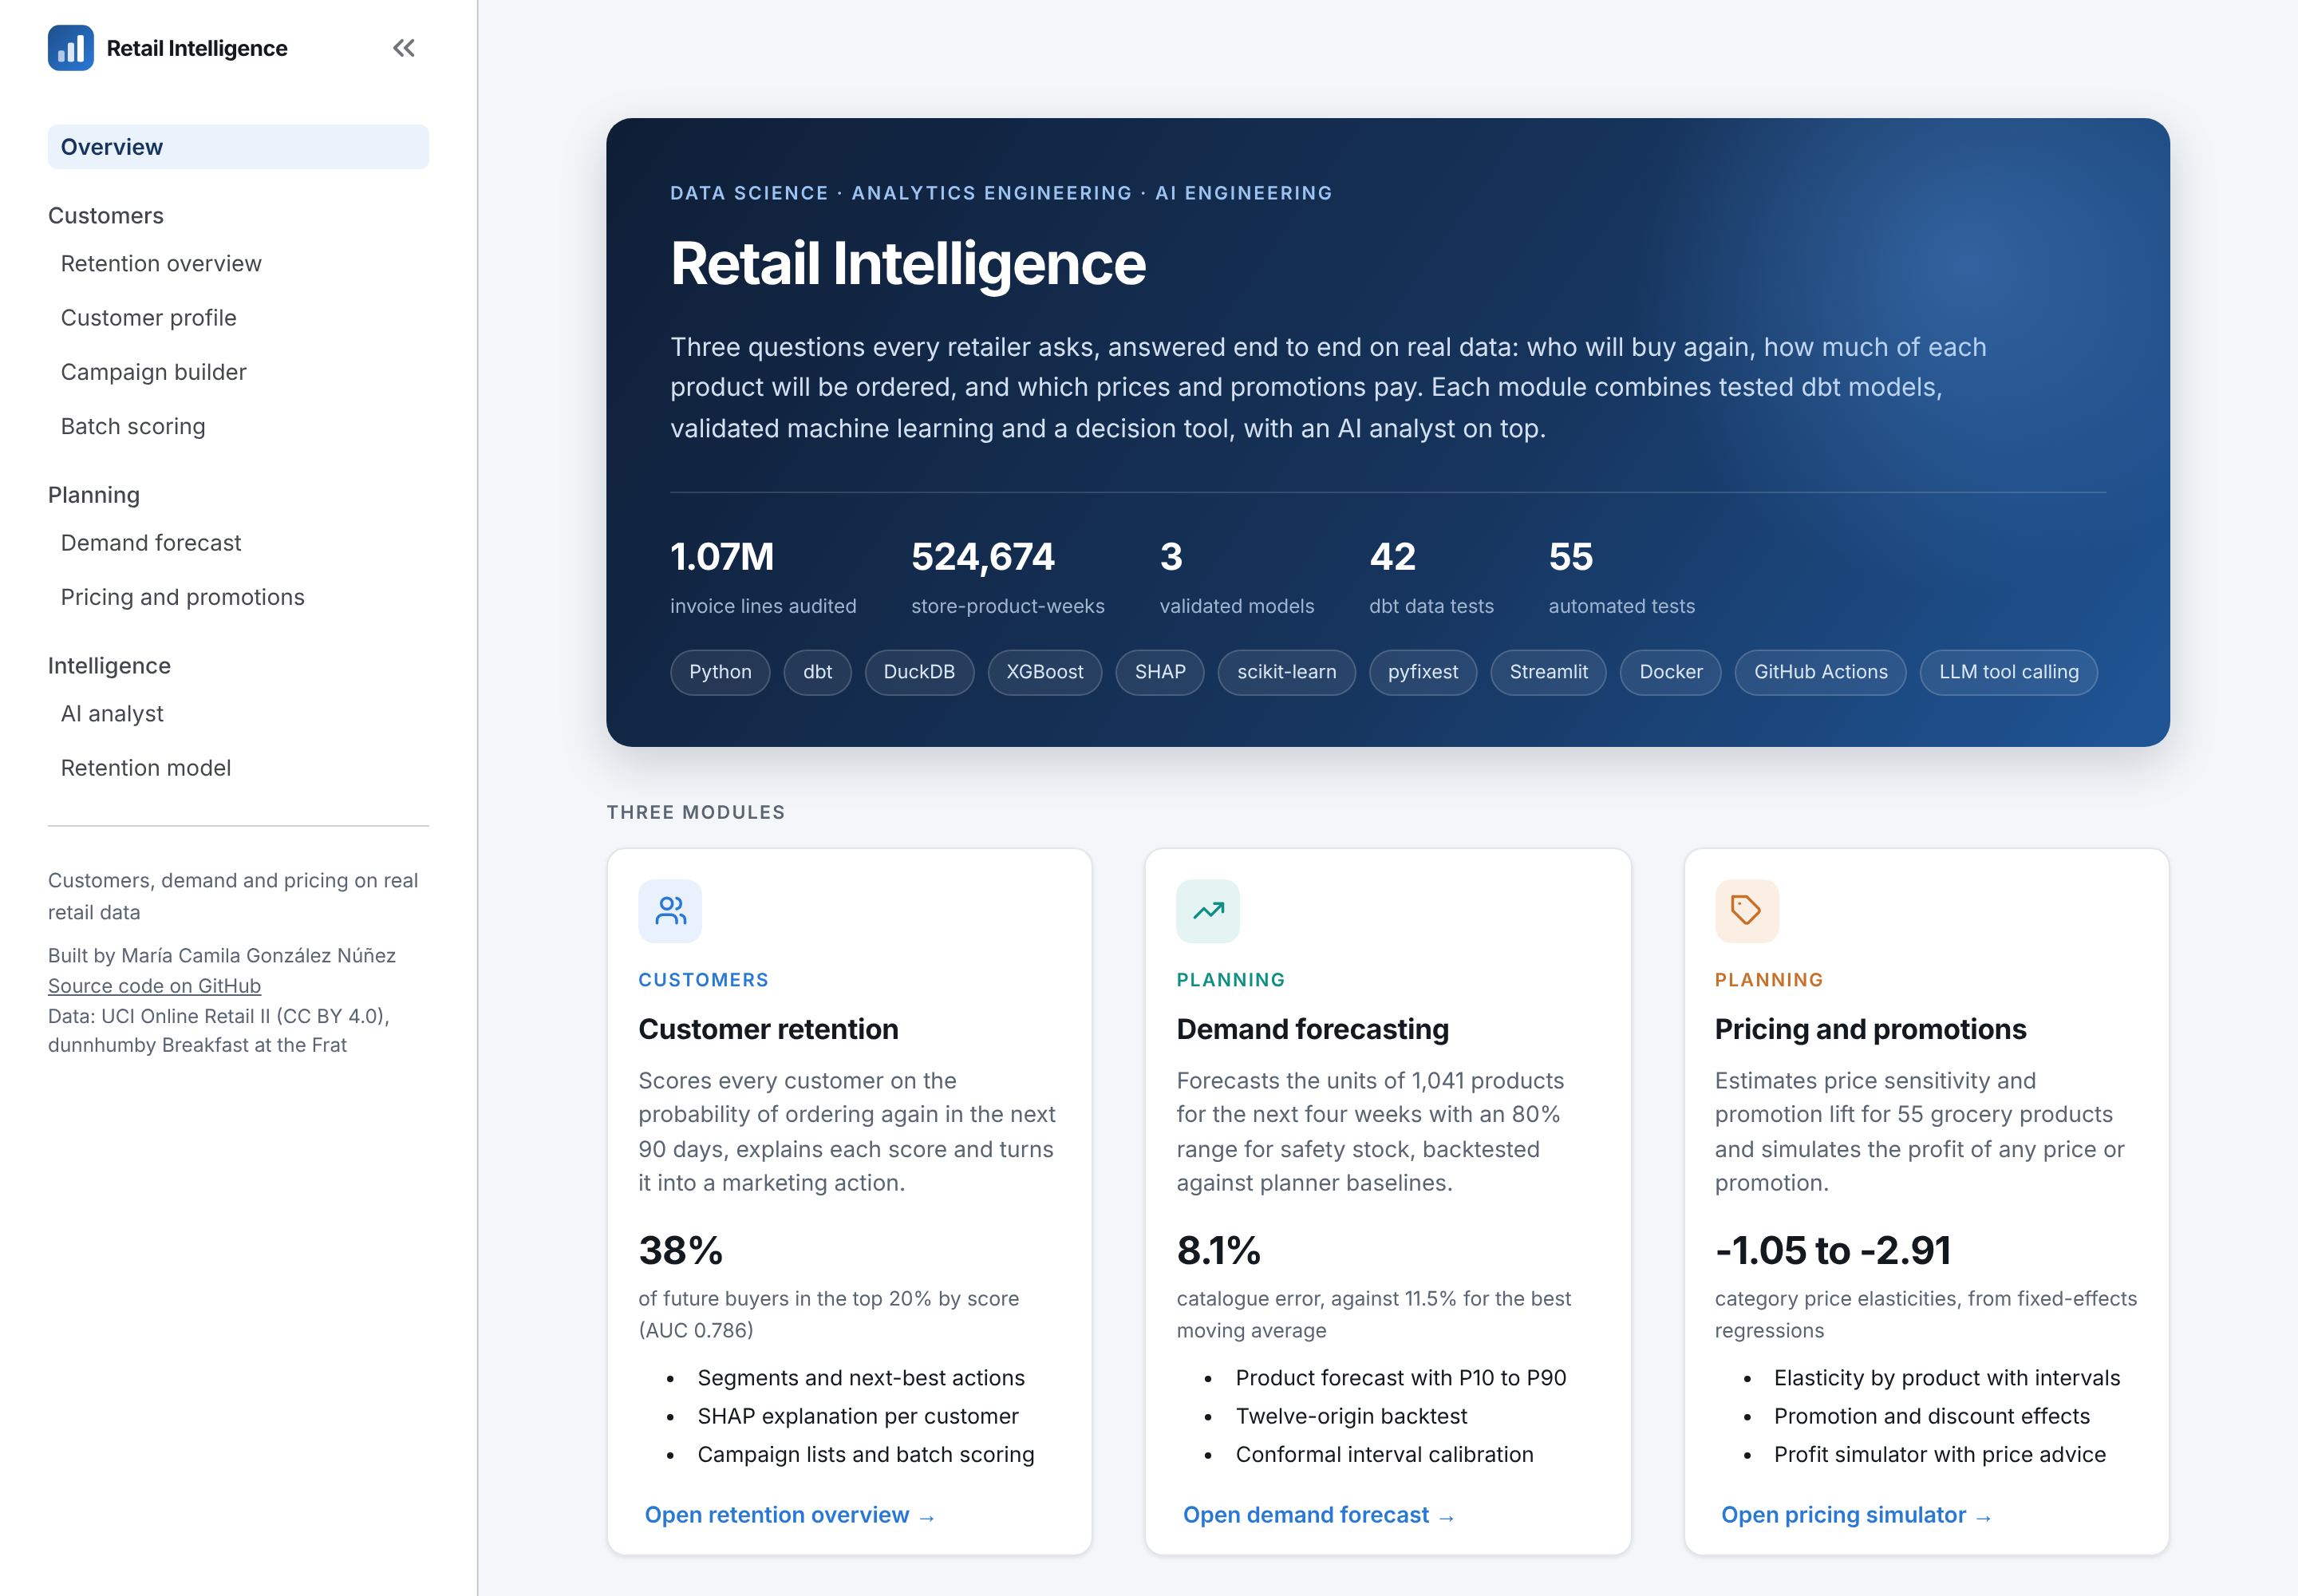 Retail Intelligence
Overview
Customers
Retention overview
Customer profile
Campaign builder
Batch scoring
Planning
Demand forecast
Pricing and promotions
Intelligence
AI analyst
Retention model
Customers, demand and pricing on real
retail data
Built by María Camila González Núñez
Source code on GitHub
Data: UCI Online Retail II (CC BY 4.0),
dunnhumby Breakfast at the Frat
DATA SCIENCE · ANALYTICS ENGINEERING · AI ENGINEERING
Retail Intelligence
Three questions every retailer asks, answered end to end on real data: who will buy again, how much of each
product will be ordered, and which prices and promotions pay. Each module combines tested dbt models,
validated machine learning and a decision tool, with an AI analyst on top.
1.07M
invoice lines audited
524,674
store-product-weeks
3
validated models
42
dbt data tests
55
automated tests
Python
dbt
DuckDB
XGBoost
SHAP
scikit-learn
pyfixest
Streamlit
Docker
GitHub Actions
LLM tool calling
THREE MODULES
CUSTOMERS
Customer retention
Scores every customer on the
probability of ordering again in the next
90 days, explains each score and turns
it into a marketing action.
38%
of future buyers in the top 20% by score
(AUC 0.786)
• Segments and next-best actions
• SHAP explanation per customer
• Campaign lists and batch scoring
Open retention overview →
PLANNING
Demand forecasting
Forecasts the units of 1,041 products
for the next four weeks with an 80%
range for safety stock, backtested
against planner baselines.
8.1%
catalogue error, against 11.5% for the best
moving average
• Product forecast with P10 to P90
• Twelve-origin backtest
• Conformal interval calibration
Open demand forecast →
PLANNING
Pricing and promotions
Estimates price sensitivity and
promotion lift for 55 grocery products
and simulates the profit of any price or
promotion.
-1.05 to -2.91
category price elasticities, from fixed-effects
regressions
• Elasticity by product with intervals
• Promotion and discount effects
• Profit simulator with price advice
Open pricing simulator →